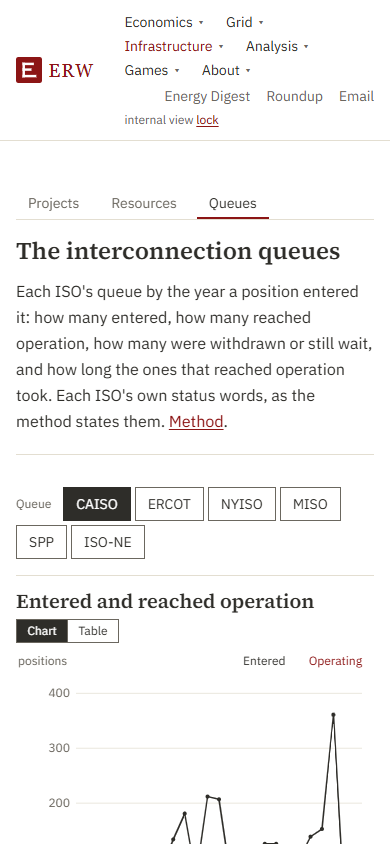 Economics Grid
Infrastructure Analysis
E ERW
Games About
Energy Digest Roundup Email
internal view lock
Projects Resources Queues
The interconnection queues
Each ISO's queue by the year a position entered
it: how many entered, how many reached
operation, how many were withdrawn or still wait,
and how long the ones that reached operation
took. Each ISO's own status words, as the
method states them. Method.
Queue CAISO ERCOT NYISO MISO
SPP ISO-NE
Entered and reached operation
Chart Table
positions Entered Operating
400
300
200